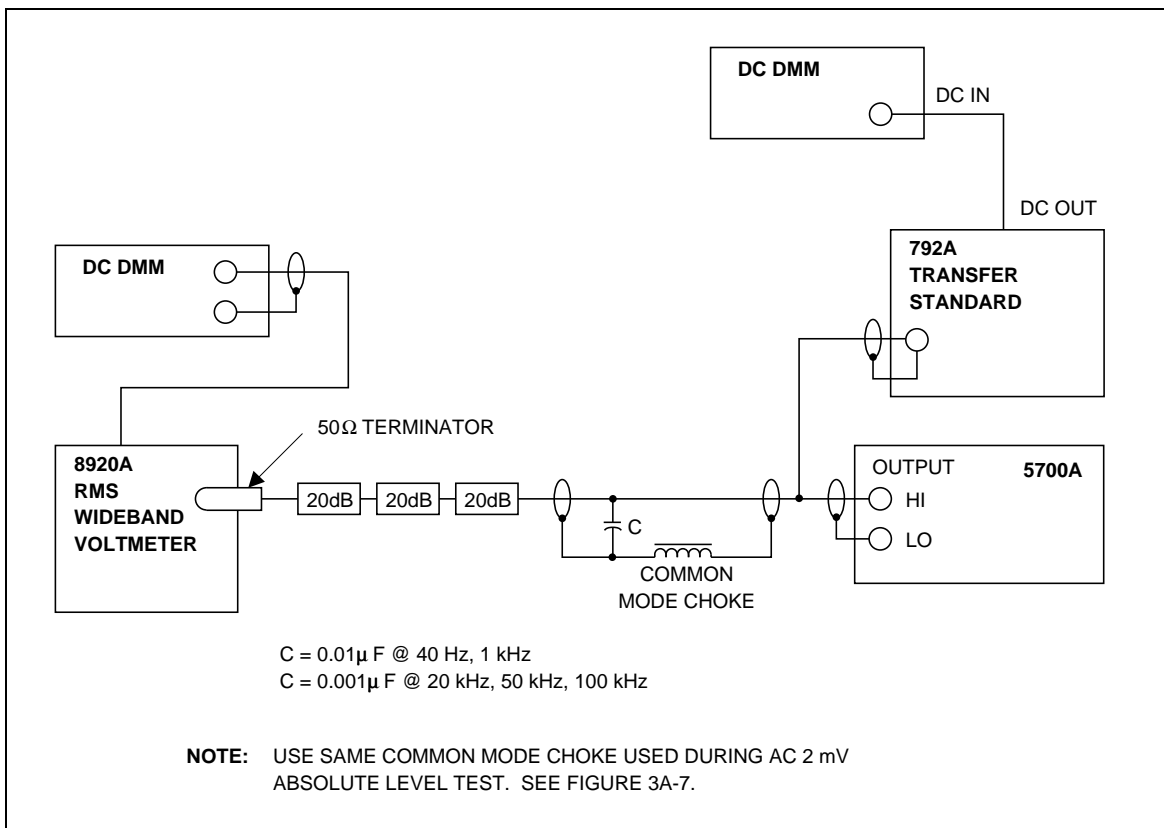 DC DMM
DC IN
DC OUT
792A
TRANSFER
STANDARD
DC DMM
50Ω TERMINATOR
8920A
RMS
WIDEBAND
VOLTMETER
20dB 20dB 20dB
C
COMMON
MODE CHOKE
OUTPUT 5700A
HI
LO
C = 0.01µ F @ 40 Hz, 1 kHz
C = 0.001µ F @ 20 kHz, 50 kHz, 100 kHz
NOTE: USE SAME COMMON MODE CHOKE USED DURING AC 2 mV
ABSOLUTE LEVEL TEST. SEE FIGURE 3A-7.